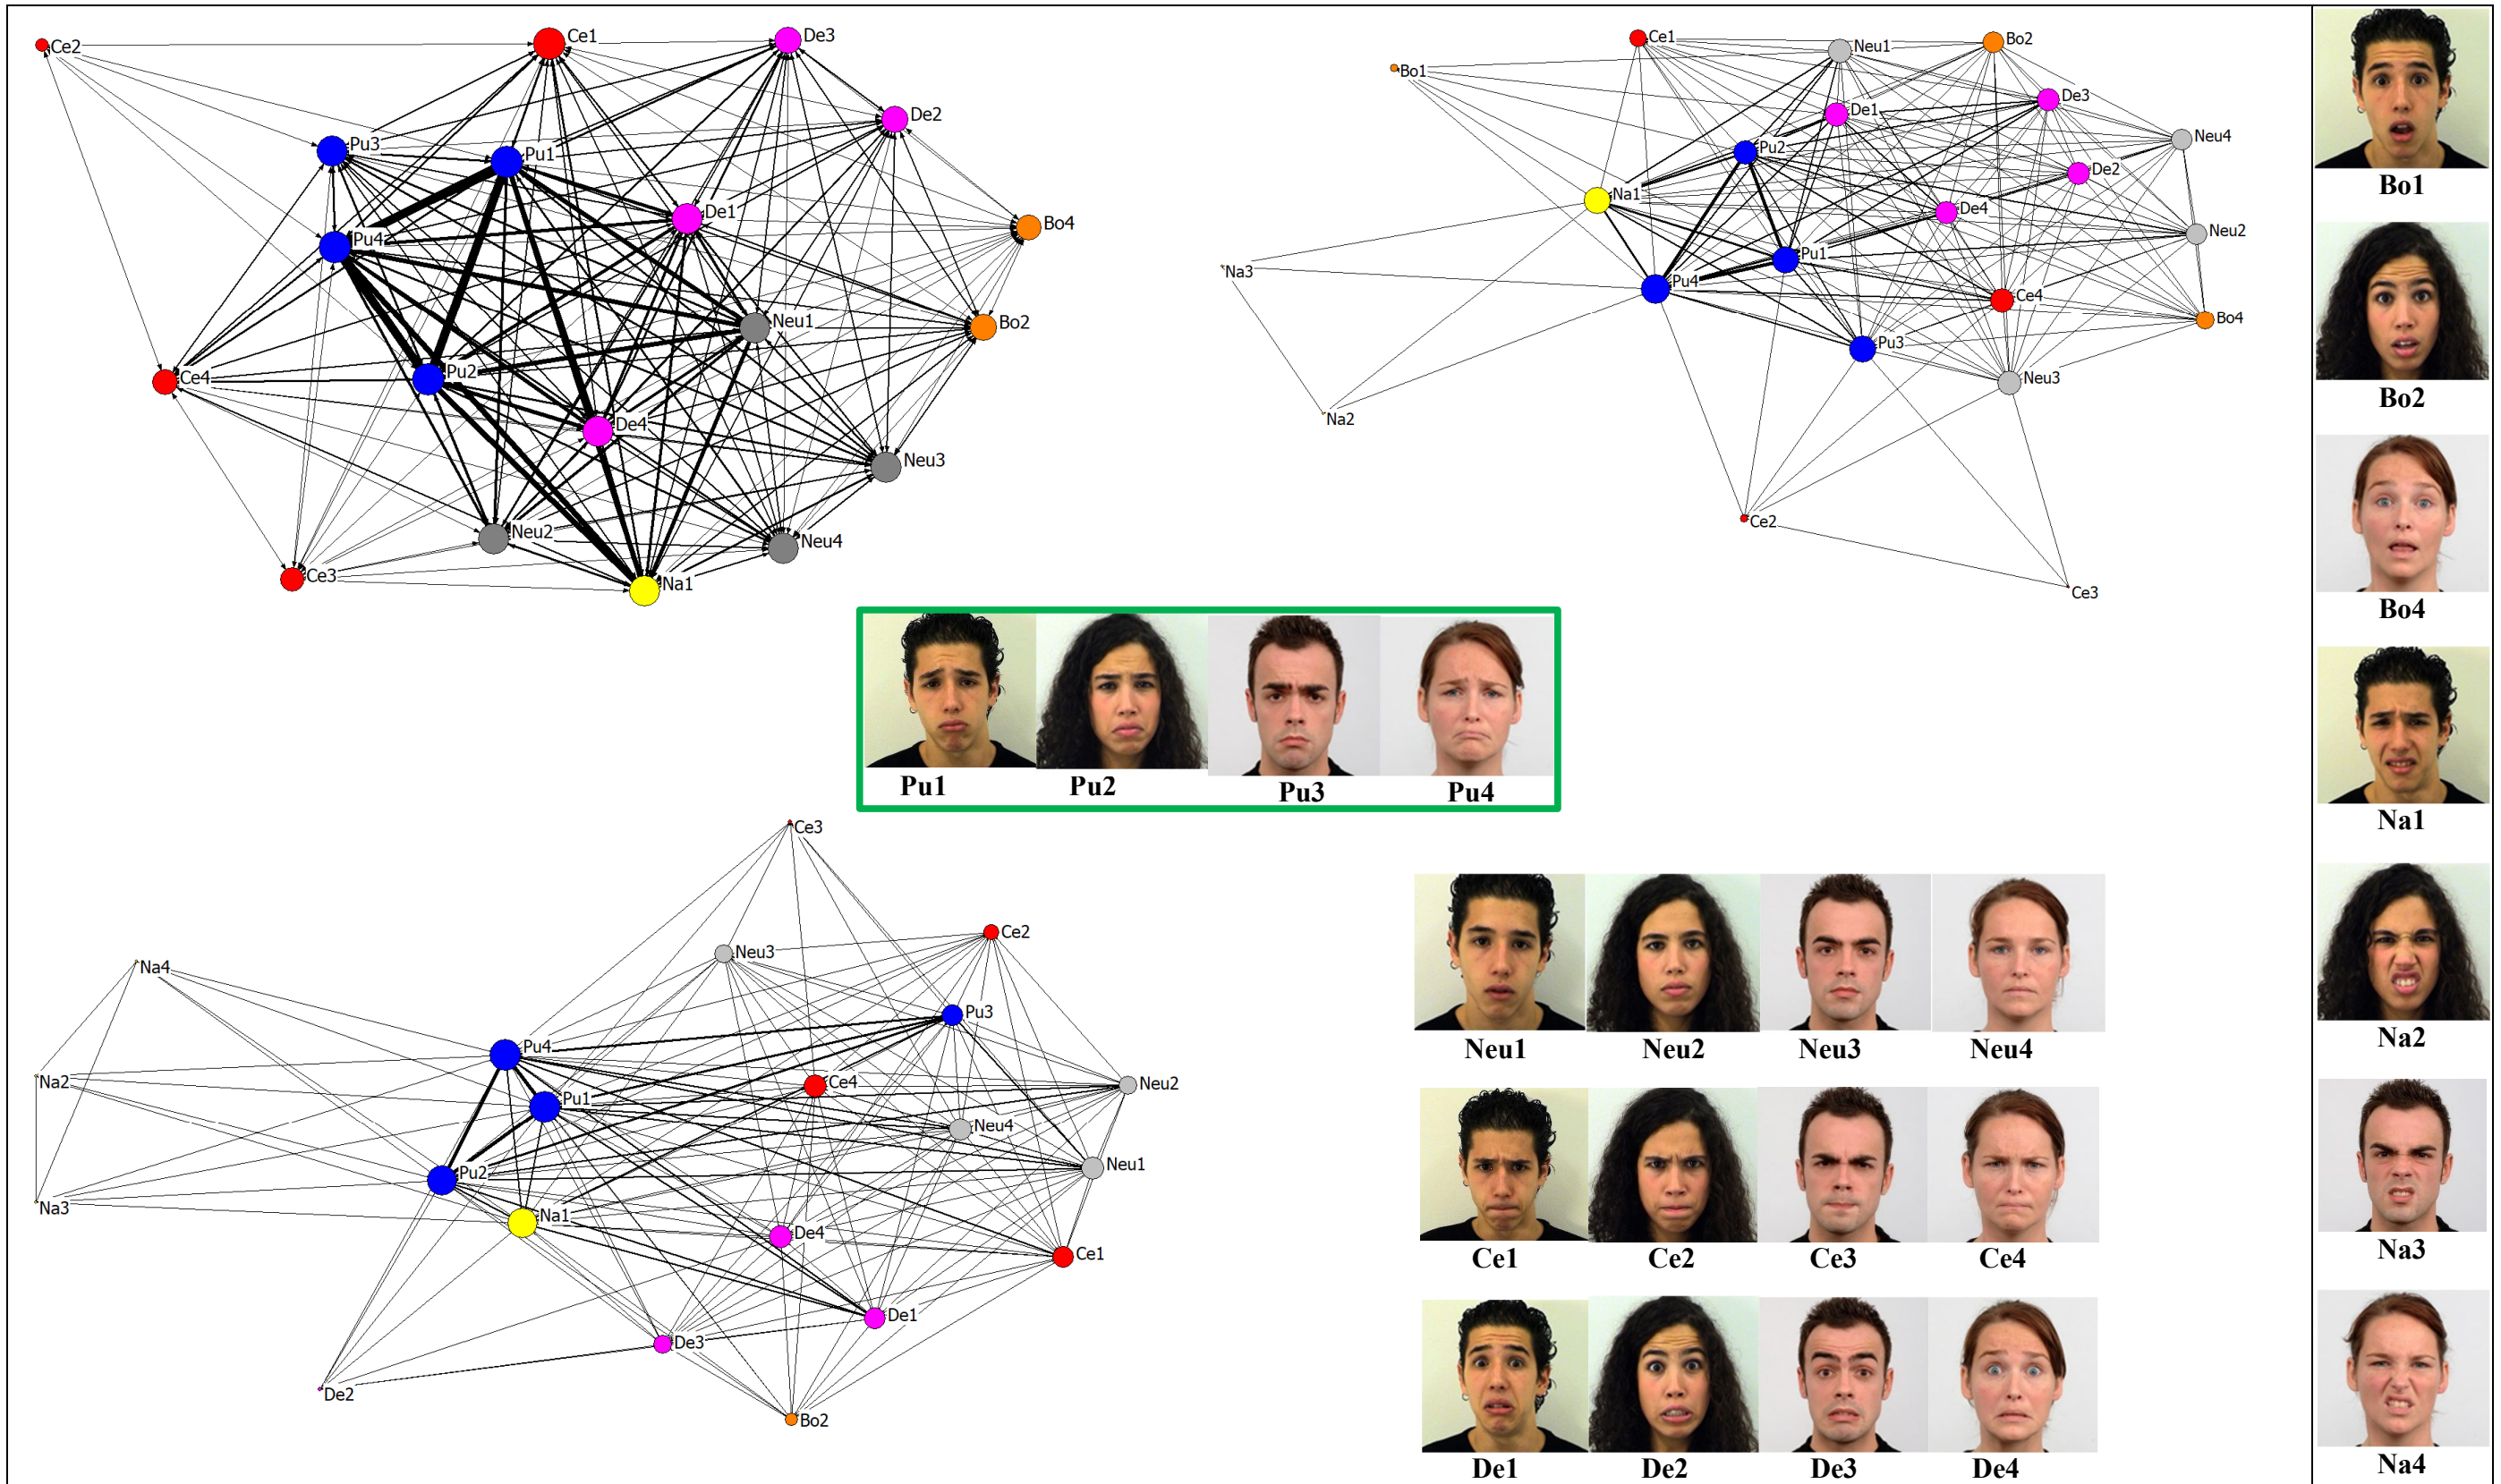 Ce2
Ce1
De3
De2
Pu3
Pu1
De1
Bo4
Pu4
Neu1
Bo2
Ce4
Pu2
De4
Neu3
Neu2
Neu4
Ce3
Na1
Ce1
Neu1
Bo2
Bo1
De3
De1
Neu4
Pu2
De2
Na1
De4
Neu2
Pu1
Na3
Pu4
Ce4
Bo4
Pu3
Neu3
Na2
Ce2
Ce3
Pu1 Pu2 Pu3 Pu4
Ce3
Ce2
Neu3
Na4
Pu3
Pu4
Ce4
Na2
Neu2
Pu1
Neu4
Neu1
Pu2
Na3
Na1
De4
Ce1
De1
De3
De2
Bo2
Neu1 Neu2 Neu3 Neu4
Ce1 Ce2 Ce3 Ce4
De1 De2 De3 De4
Bo1
Bo2
Bo4
Na1
Na2
Na3
Na4